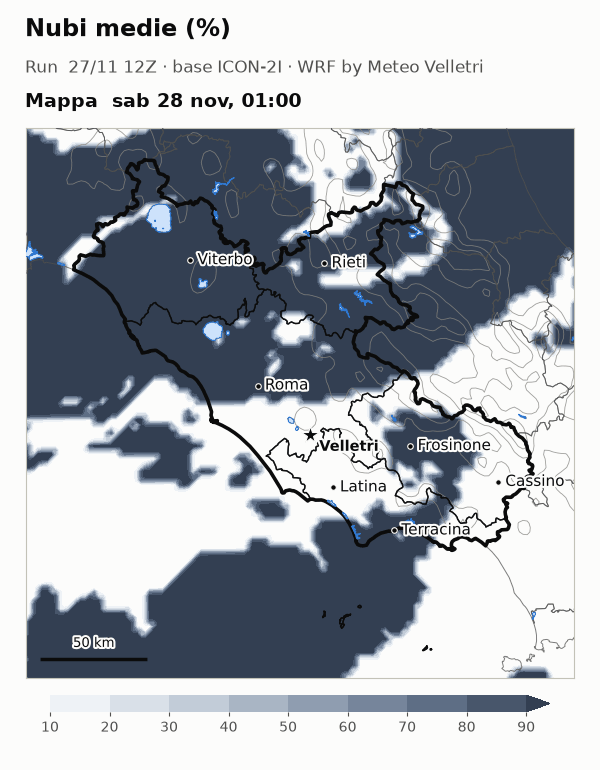 Nubi medie (%)
Run  27/11 12Z · base ICON-2I · WRF by Meteo Velletri
Mappa  sab 28 nov, 01:00
Viterbo
Rieti
Roma
Velletri
Frosinone
Latina
Cassino
Terracina
50 km
10 20 30 40 50 60 70 80 90